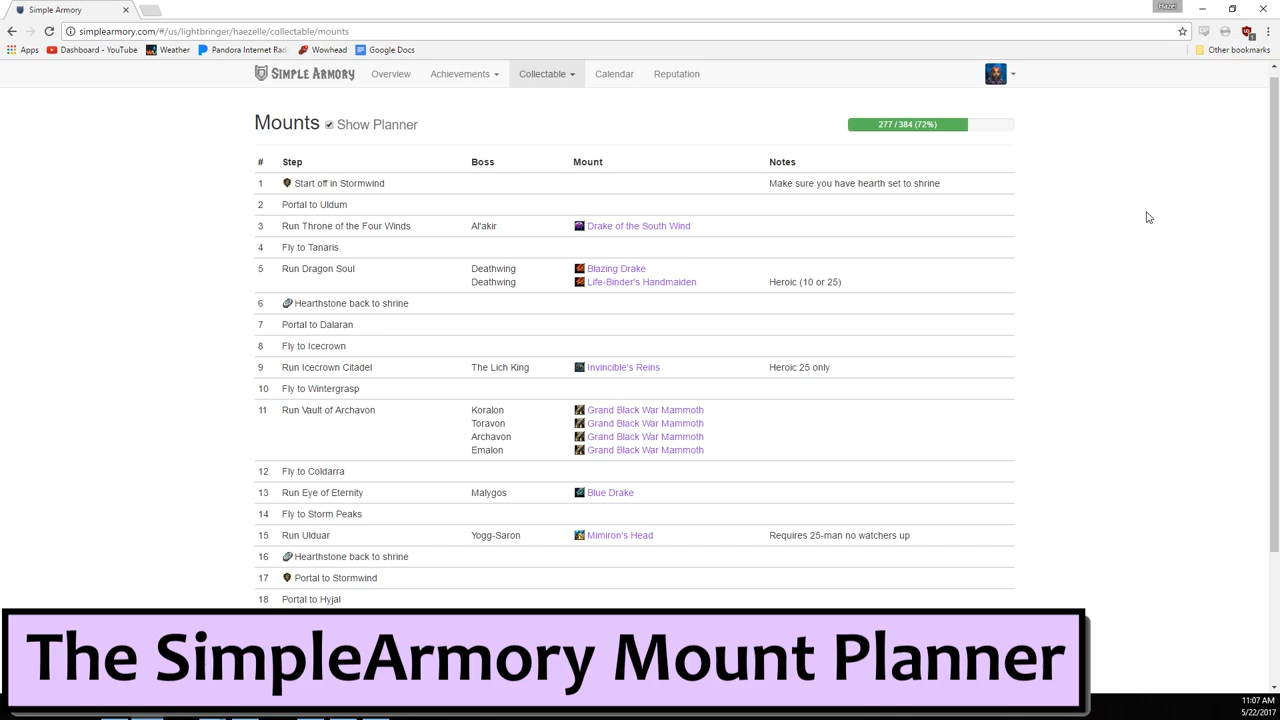 Simple Armory
Hazel
simplearmory.com/#/us/lightbringer/haezelle/collectable/mounts
Apps Dashboard - YouTube Weather Pandora Internet Rad Wowhead Google Docs Other bookmarks
SIMPLE ARMORY Overview Achievements Collectable Calendar Reputation
Mounts Show Planner 277 / 384 (72%)
# Step Boss Mount Notes
1 Start off in Stormwind Make sure you have hearth set to shrine
2 Portal to Uldum
3 Run Throne of the Four Winds Al'akir Drake of the South Wind
4 Fly to Tanaris
5 Run Dragon Soul Deathwing Blazing Drake
Deathwing Life-Binder's Handmaiden Heroic (10 or 25)
6 Hearthstone back to shrine
7 Portal to Dalaran
8 Fly to Icecrown
9 Run Icecrown Citadel The Lich King Invincible's Reins Heroic 25 only
10 Fly to Wintergrasp
11 Run Vault of Archavon Koralon Grand Black War Mammoth
Toravon Grand Black War Mammoth
Archavon Grand Black War Mammoth
Emalon Grand Black War Mammoth
12 Fly to Coldarra
13 Run Eye of Eternity Malygos Blue Drake
14 Fly to Storm Peaks
15 Run Ulduar Yogg-Saron Mimiron's Head Requires 25-man no watchers up
16 Hearthstone back to shrine
17 Portal to Stormwind
18 Portal to Hyjal
The SimpleArmory Mount Planner
11:07 AM
5/22/2017